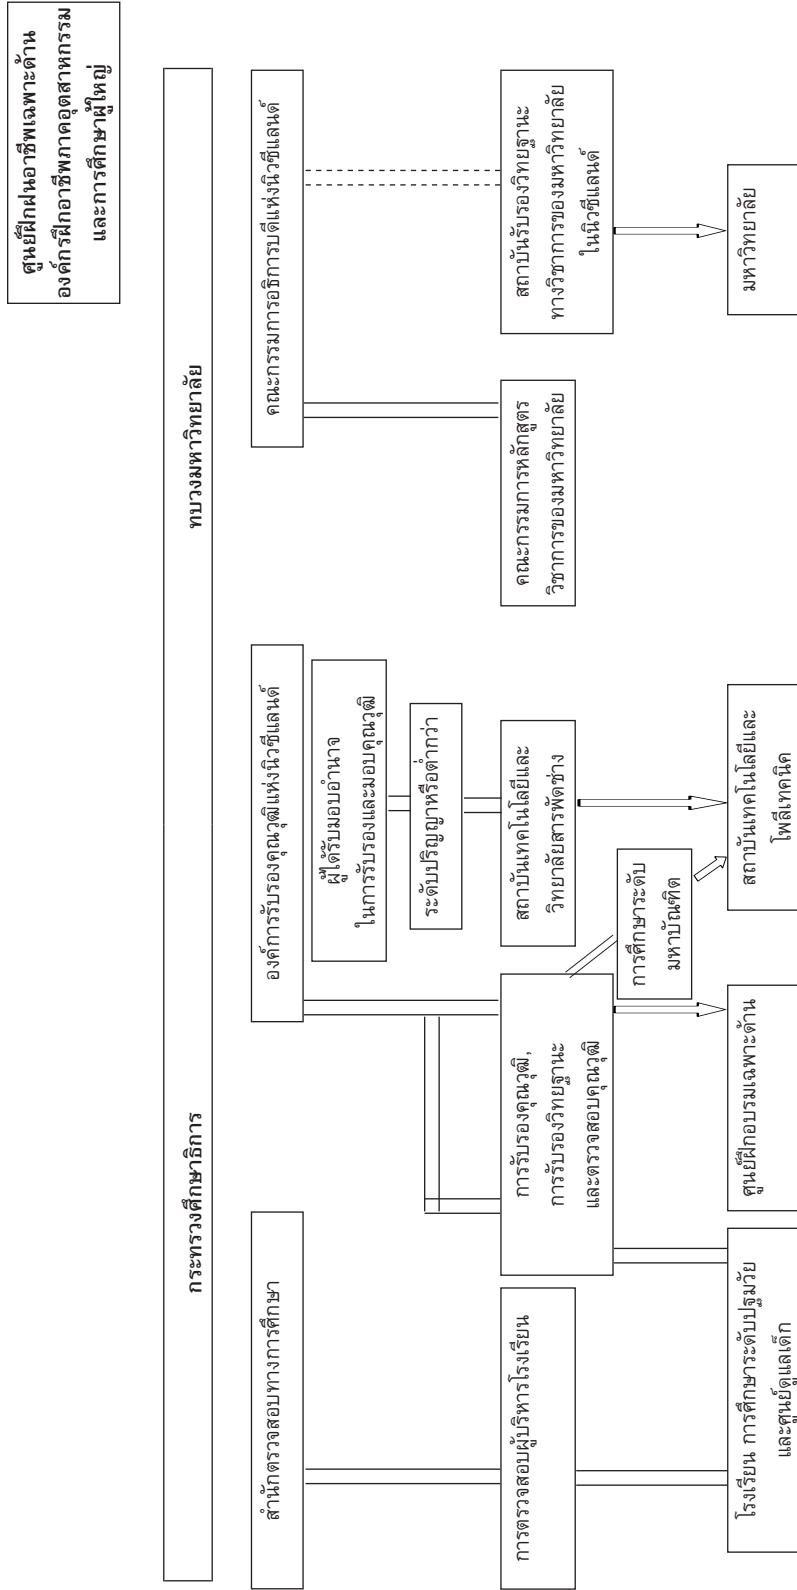 ศูนย์ฝึกฝนอาชีพเฉพาะด้าน
องค์กรฝึกอาชีพภาคอุตสาหกรรม
และการศึกษาผู้ใหญ่
กระทรวงศึกษาธิการ
ทบวงมหาวิทยาลัย
สำนักตรวจสอบทางการศึกษา
องค์การรับรองคุณวุฒิแห่งนิวซีแลนด์
คณะกรรมการอธิการบดีแห่งนิวซีแลนด์
ผู้ได้รับมอบอำนาจ
ในการรับรองและมอบคุณวุฒิ
ระดับปริญญาหรือต่ำกว่า
การตรวจสอบผู้บริหารโรงเรียน
การรับรองคุณวุฒิ,
การรับรองวิทยฐานะ
และตรวจสอบคุณวุฒิ
สถาบันเทคโนโลยีและ
วิทยาลัยสารพัดช่าง
คณะกรรมการหลักสูตร
วิชาการของมหาวิทยาลัย
สถาบันรับรองวิทยฐานะ
ทางวิชาการของมหาวิทยาลัย
ในนิวซีแลนด์
การศึกษาระดับ
มหาบัณฑิต
โรงเรียน การศึกษาระดับปฐมวัย
และศูนย์ดูแลเด็ก
ศูนย์ฝึกอบรมเฉพาะด้าน
สถาบันเทคโนโลยีและ
โพลีเทคนิค
มหาวิทยาลัย